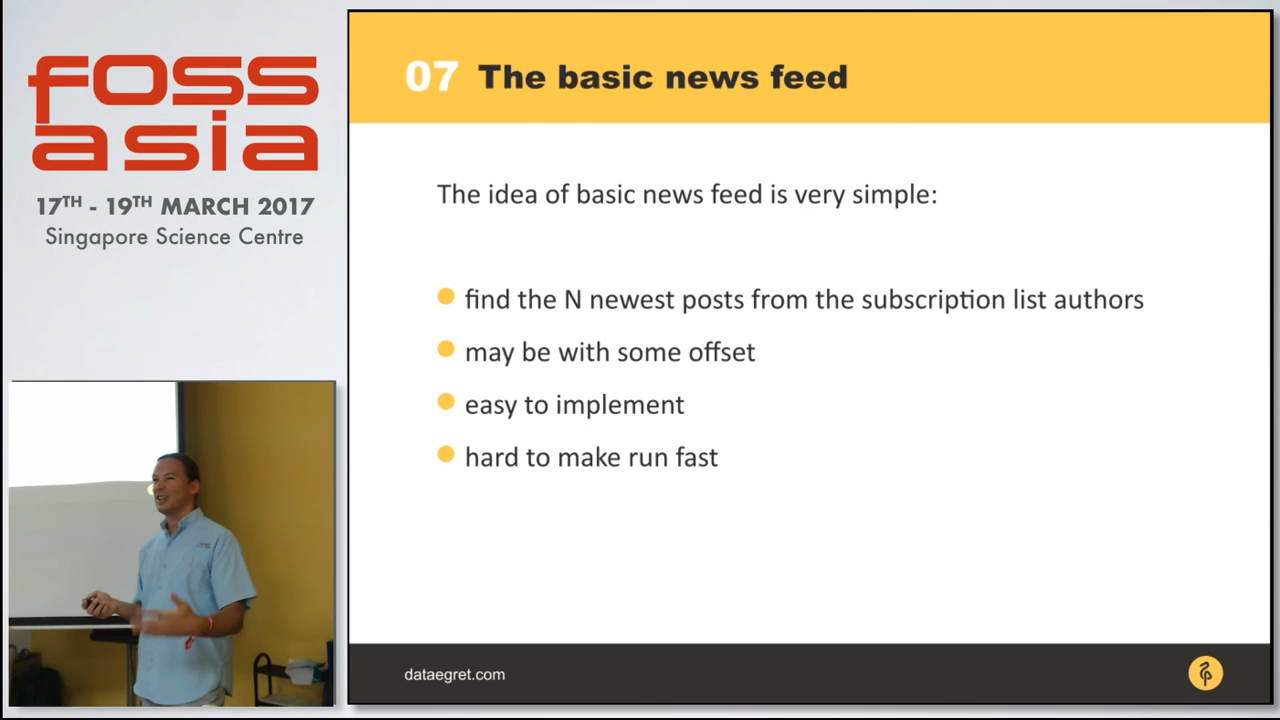 foss
asia
17TH - 19TH MARCH 2017
Singapore Science Centre
07 The basic news feed
The idea of basic news feed is very simple:
find the N newest posts from the subscription list authors
may be with some offset
easy to implement
hard to make run fast
dataegret.com